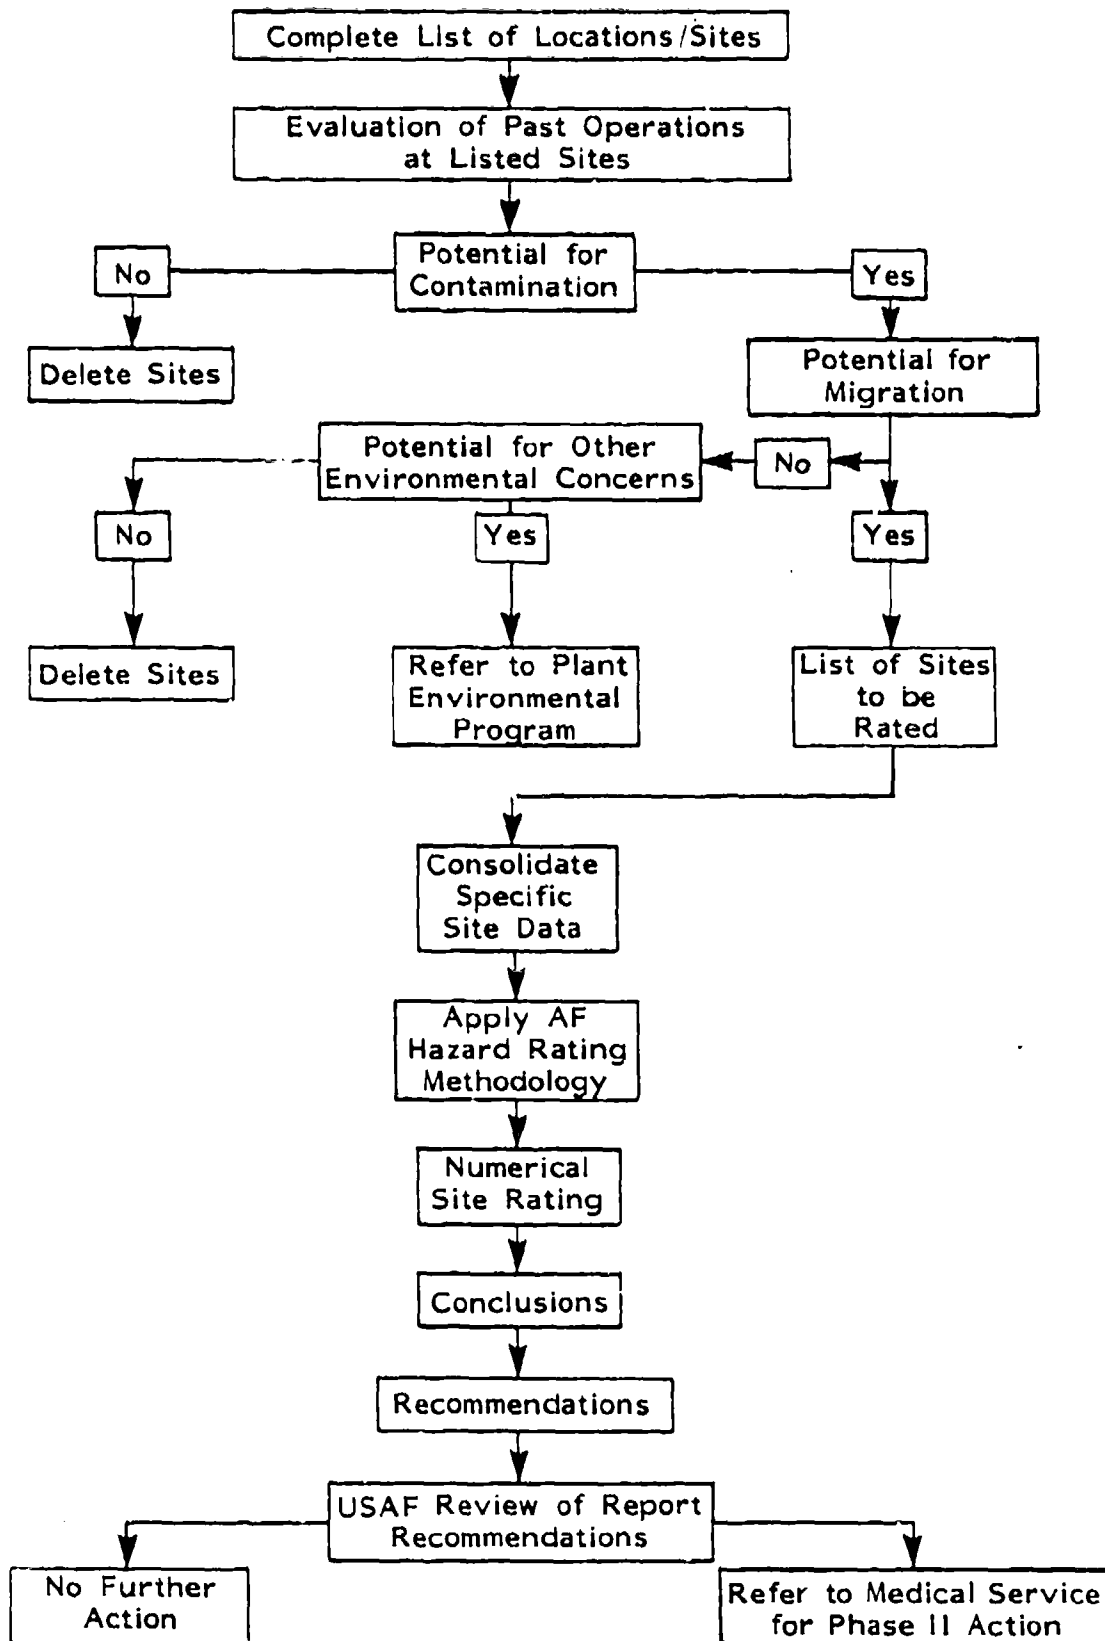 Complete List of Locations/Sites
Evaluation of Past Operations
at Listed Sites
Potential for
Contamination
No
Yes
Delete Sites
Potential for
Migration
Potential for Other
Environmental Concerns
No
No
Yes
Yes
Delete Sites
Refer to Plant
Environmental
Program
List of Sites
to be
Rated
Consolidate
Specific
Site Data
Apply AF
Hazard Rating
Methodology
Numerical
Site Rating
Conclusions
Recommendations
USAF Review of Report
Recommendations
No Further
Action
Refer to Medical Service
for Phase II Action